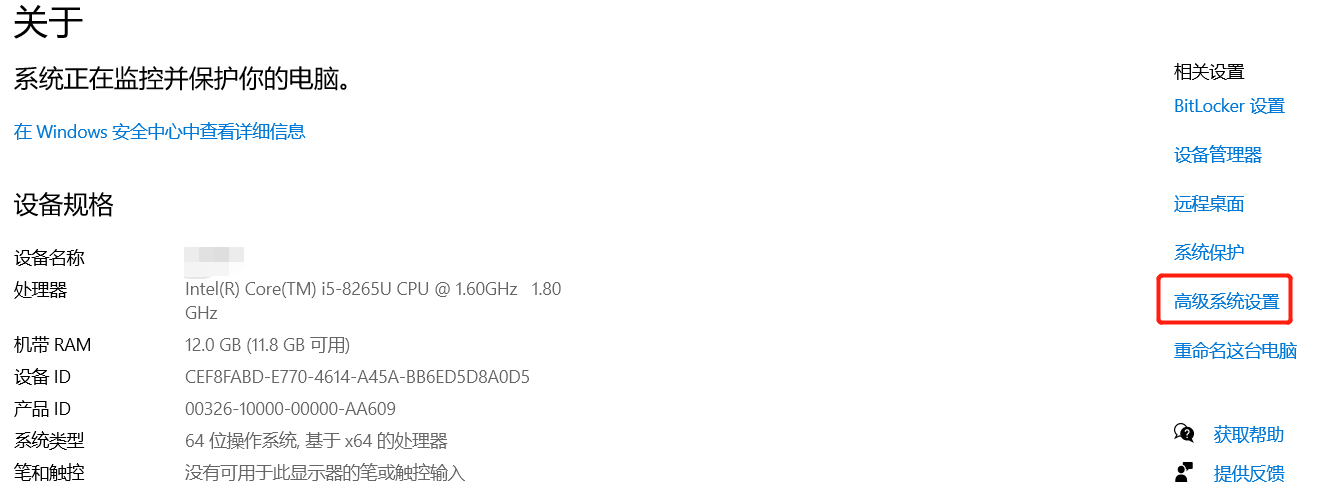 关于
系统正在监控并保护你的电脑。
在 Windows 安全中心中查看详细信息
设备规格
设备名称
处理器 Intel(R) Core(TM) i5-8265U CPU @ 1.60GHz 1.80
GHz
机带 RAM 12.0 GB (11.8 GB 可用)
设备 ID CEF8FABD-E770-4614-A45A-BB6ED5D8A0D5
产品 ID 00326-10000-00000-AA609
系统类型 64 位操作系统, 基于 x64 的处理器
笔和触控 没有可用于此显示器的笔或触控输入
相关设置
BitLocker 设置
设备管理器
远程桌面
系统保护
高级系统设置
重命名这台电脑
获取帮助
提供反馈